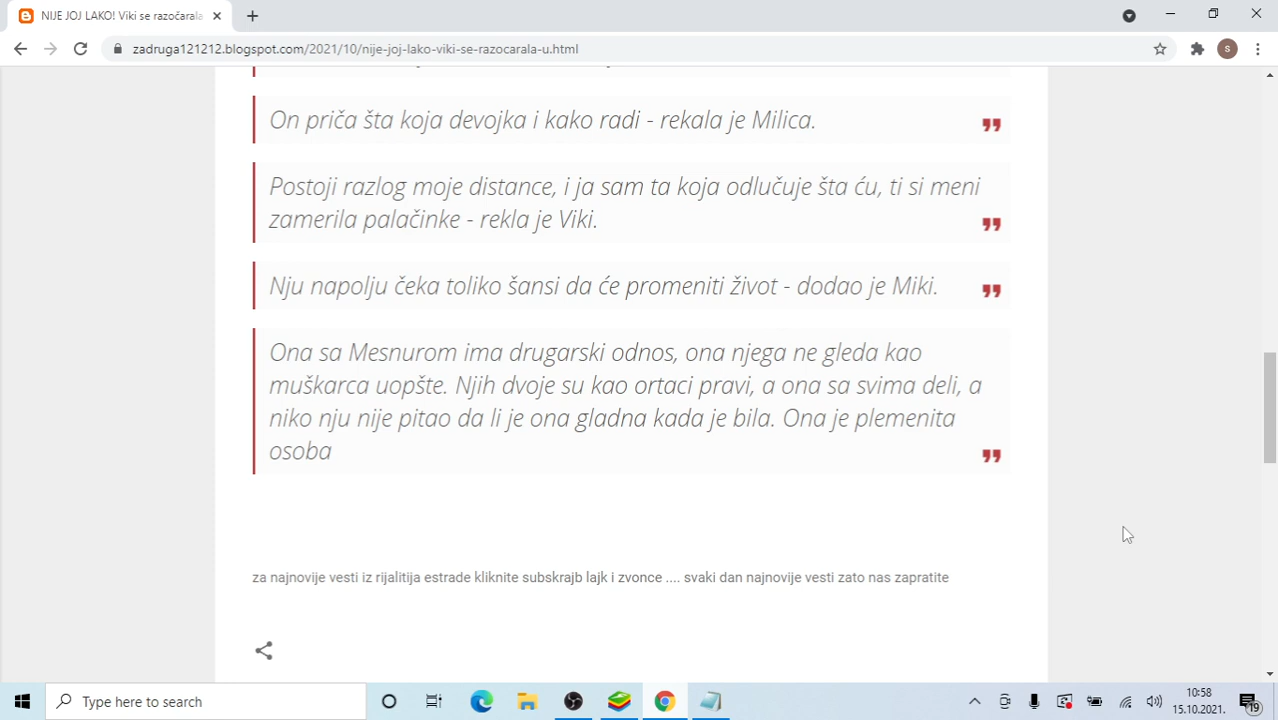 NIJE JOJ LAKO! Viki se razočarala
zadruga121212.blogspot.com/2021/10/nije-joj-lako-viki-se-razocarala-u.html
S
On priča šta koja devojka i kako radi - rekala je Milica.
Postoji razlog moje distance, i ja sam ta koja odlučuje šta ću, ti si meni
zamerila palačinke - rekla je Viki.
Nju napolju čeka toliko šansi da će promeniti život - dodao je Miki.
Ona sa Mesnurom ima drugarski odnos, ona njega ne gleda kao
muškarca uopšte. Njih dvoje su kao ortaci pravi, a ona sa svima deli, a
niko nju nije pitao da li je ona gladna kada je bila. Ona je plemenita
osoba
za najnovije vesti iz rijalitija estrade kliknite subskrajb lajk i zvonce .... svaki dan najnovije vesti zato nas zapratite
Type here to search
10:58
15.10.2021.
19